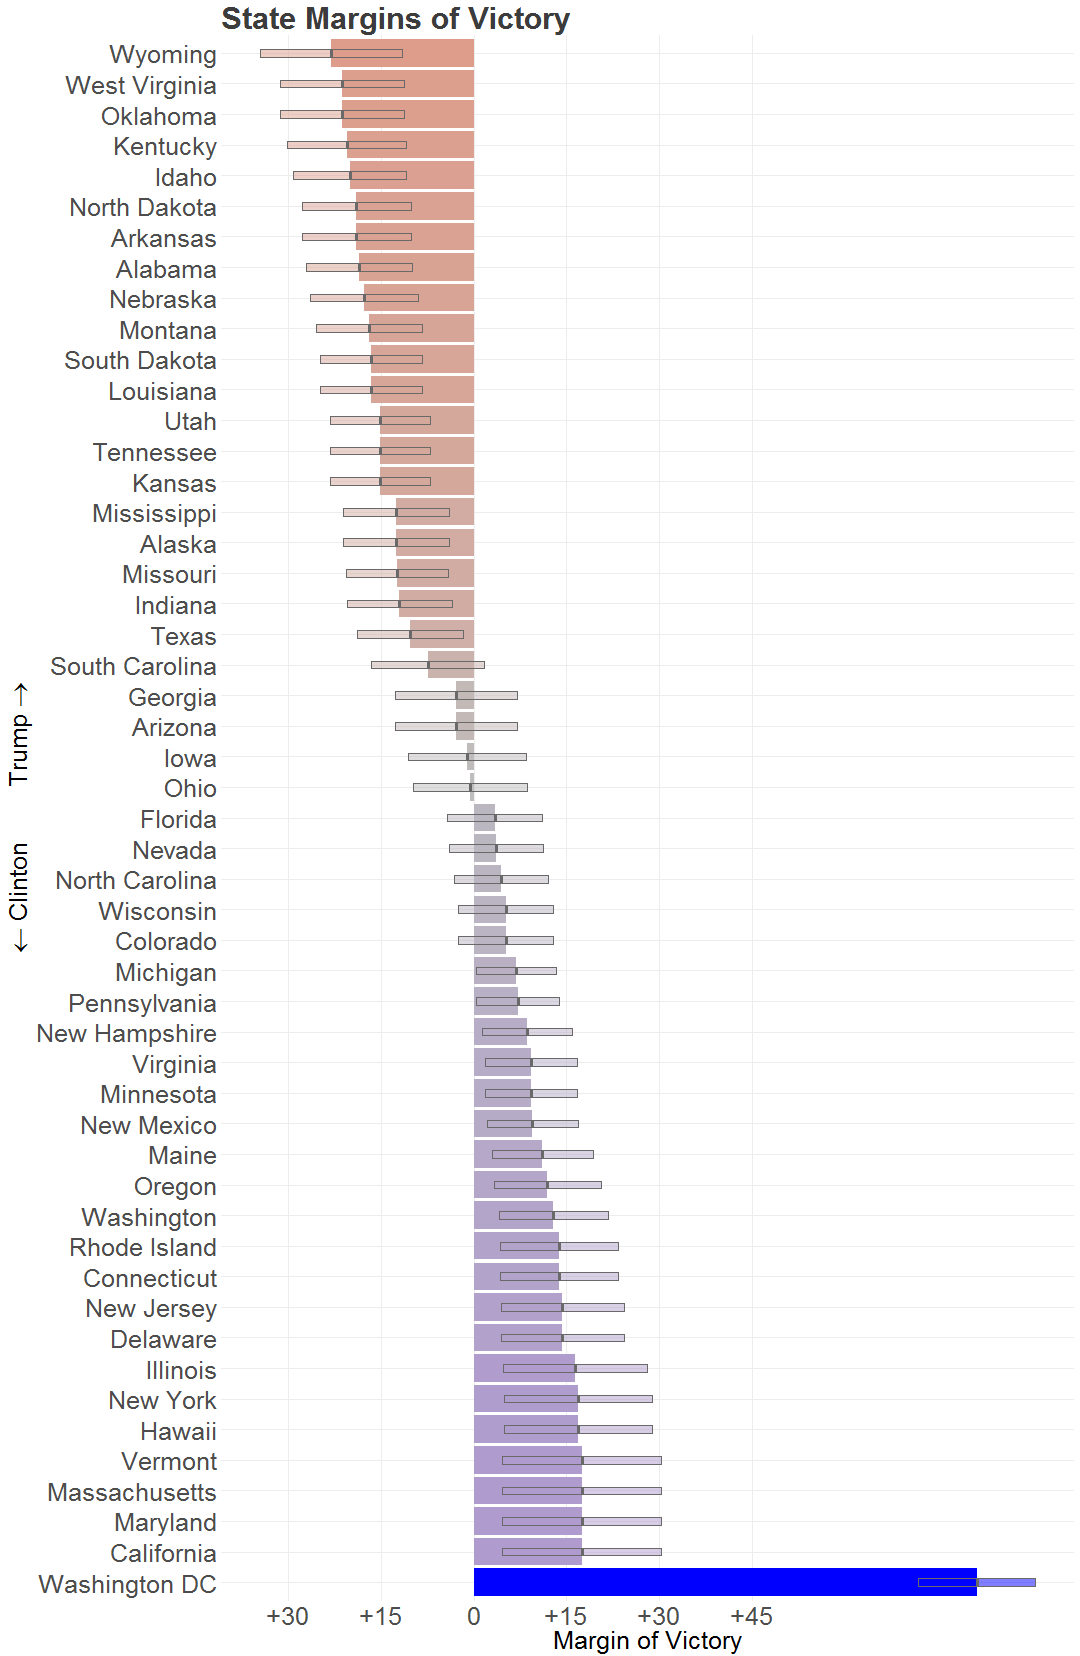 State Margins of Victory
Wyoming
West Virginia
Oklahoma
Kentucky
Idaho
North Dakota
Arkansas
Alabama
Nebraska
Montana
South Dakota
Louisiana
Utah
Tennessee
Kansas
Mississippi
Alaska
Missouri
Indiana
Texas
South Carolina
Georgia
Arizona
Iowa
Ohio
Florida
Nevada
North Carolina
Wisconsin
Colorado
Michigan
Pennsylvania
New Hampshire
Virginia
Minnesota
New Mexico
Maine
Oregon
Washington
Rhode Island
Connecticut
New Jersey
Delaware
Illinois
New York
Hawaii
Vermont
Massachusetts
Maryland
California
Washington DC
← Clinton Trump →
+30 +15 0 +15 +30 +45
Margin of Victory